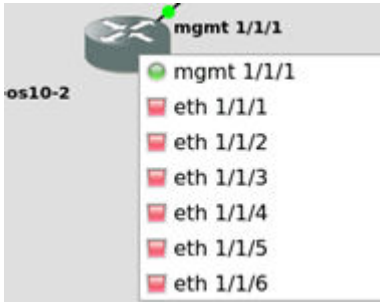 mgmt 1/1/1
mgmt 1/1/1
-os10-2
eth 1/1/1
eth 1/1/2
eth 1/1/3
eth 1/1/4
eth 1/1/5
eth 1/1/6